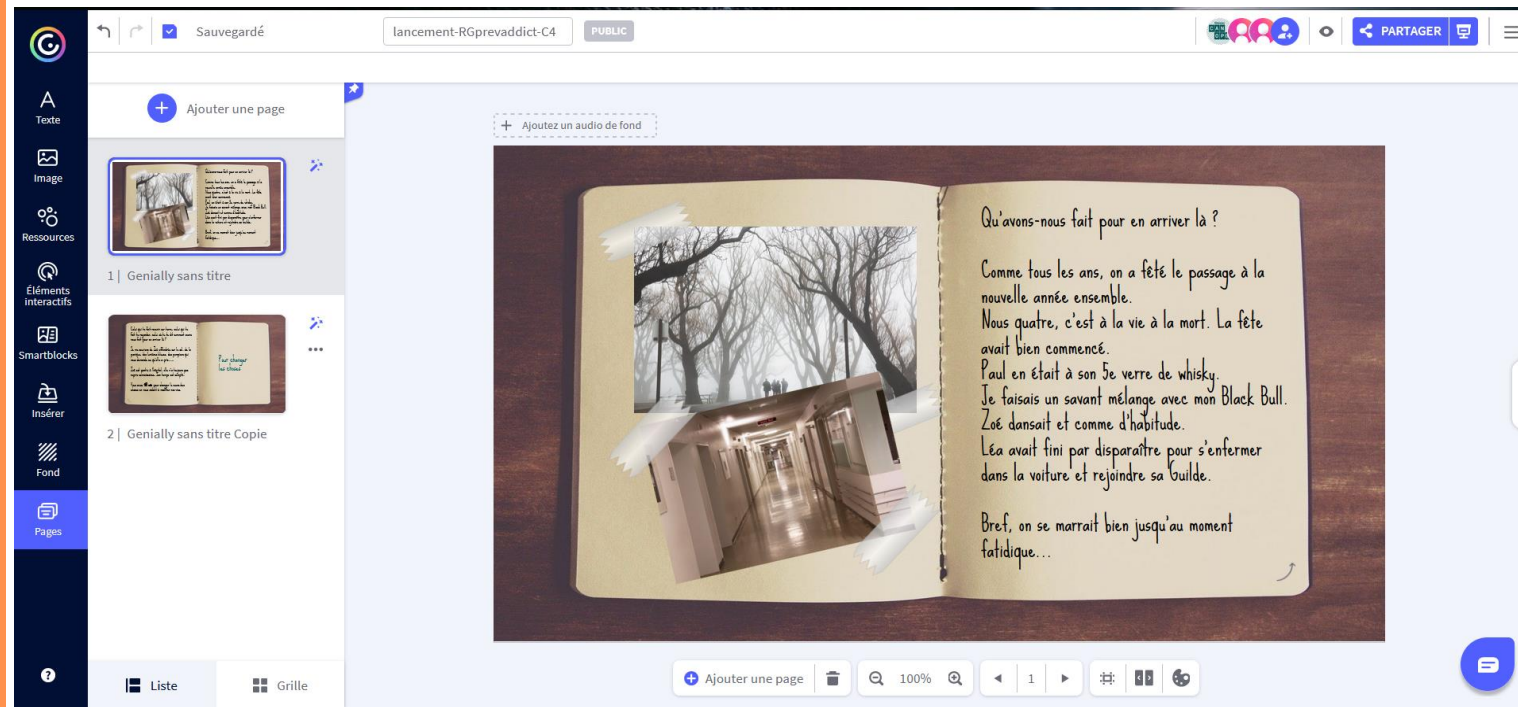 Sauvegardé
lancement-RGprevaddict-C4
PUBLIC
PARTAGER
Texte
Image
Ressources
Éléments
interactifs
Smartblocks
Insérer
Fond
Pages
Ajouter une page
1 | Genially sans titre
Pour changer
les choses
2 | Genially sans titre Copie
Liste
Grille
Ajoutez un audio de fond
Qu'avons-nous fait pour en arriver là ?
Comme tous les ans, on a fêté le passage à la
nouvelle année ensemble.
Nous quatre, c'est à la vie à la mort. La fête
avait bien commencé.
Paul en était à son 5e verre de whisky.
Je faisais un savant mélange avec mon Black Bull.
Zoé dansait et comme d'habitude.
Léa avait fini par disparaître pour s'enfermer
dans la voiture et rejoindre sa Guilde.
Bref, on se marrait bien jusqu'au moment
fatidique...
Ajouter une page
100%
1